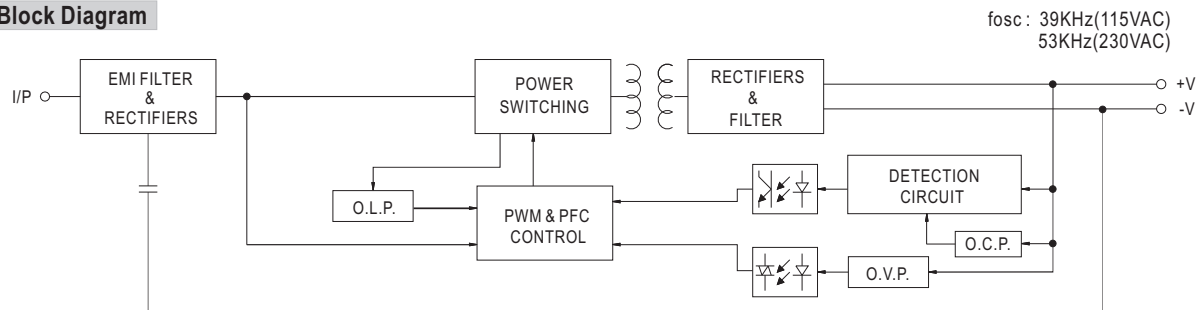 Block Diagram
fosc : 39KHz(115VAC)
53KHz(230VAC)
I/P
EMI FILTER
&
RECTIFIERS
POWER
SWITCHING
RECTIFIERS
&
FILTER
+V
-V
O.L.P.
PWM & PFC
CONTROL
DETECTION
CIRCUIT
O.C.P.
O.V.P.